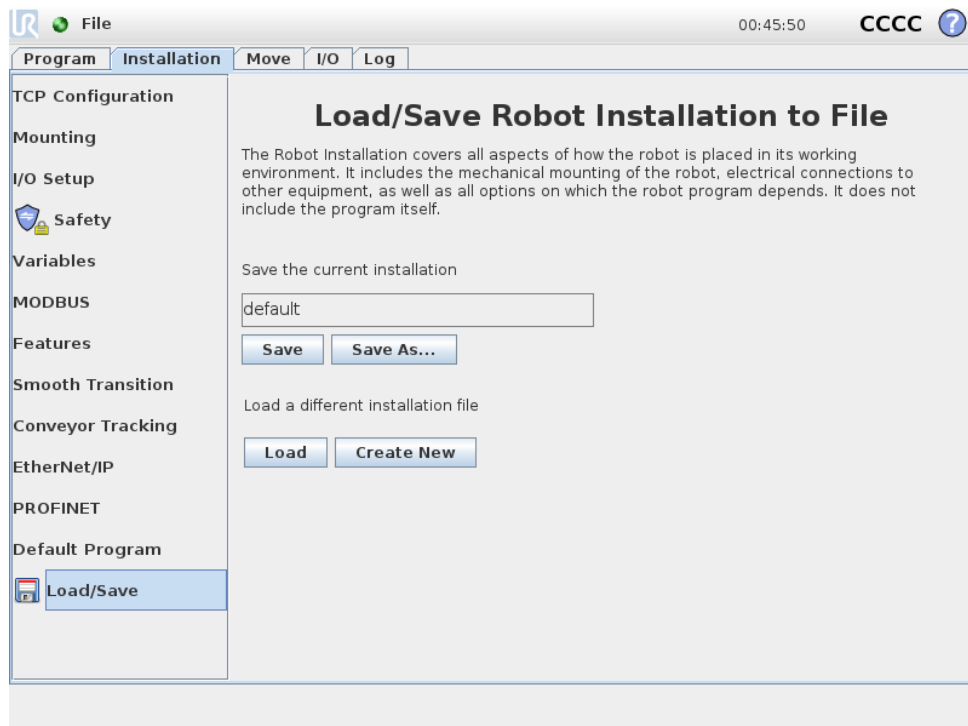 UR File 00:45:50 CCCC ?
Program Installation Move I/O Log
TCP Configuration
Mounting
I/O Setup
Safety
Variables
MODBUS
Features
Smooth Transition
Conveyor Tracking
EtherNet/IP
PROFINET
Default Program
Load/Save
Load/Save Robot Installation to File
The Robot Installation covers all aspects of how the robot is placed in its working
environment. It includes the mechanical mounting of the robot, electrical connections to
other equipment, as well as all options on which the robot program depends. It does not
include the program itself.
Save the current installation
default
Save Save As...
Load a different installation file
Load Create New